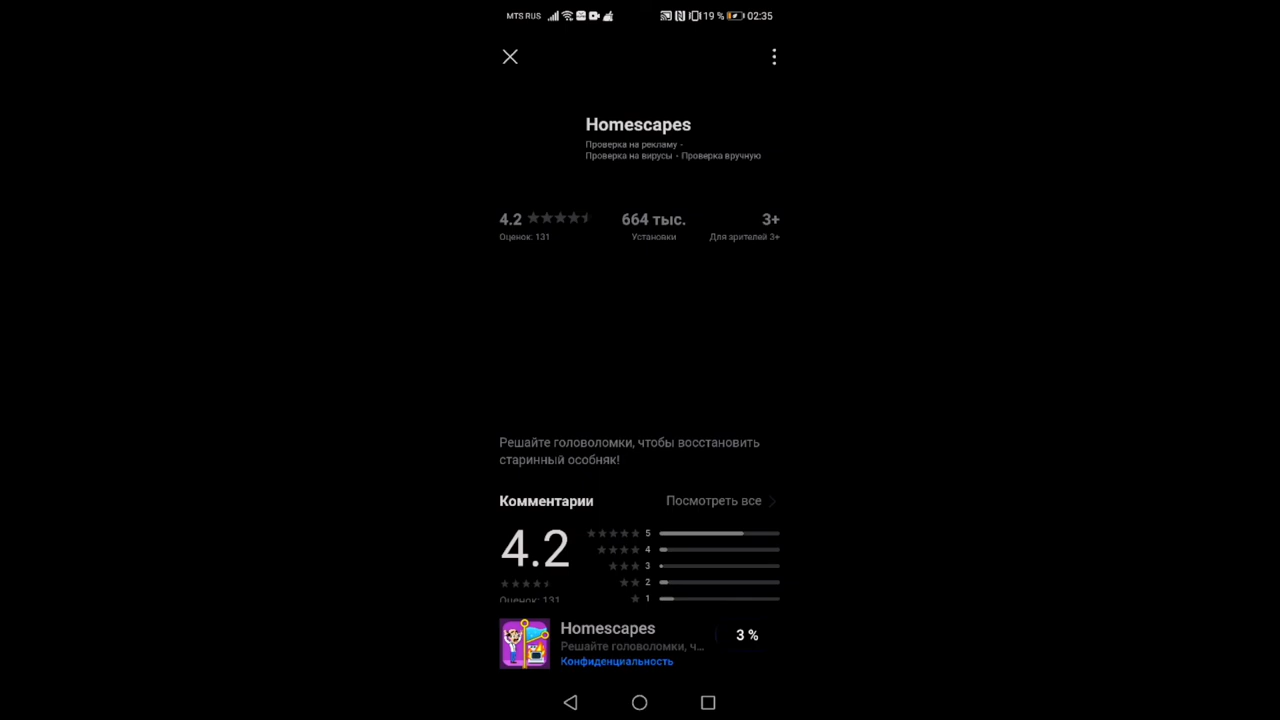 MTS RUS 19 % 02:35
Homescapes
Проверка на рекламу -
Проверка на вирусы - Проверка вручную
4.2 664 тыс. 3+
Оценок: 131 Установки Для зрителей 3+
Решайте головоломки, чтобы восстановить
старинный особняк!
Комментарии Посмотреть все
4.2
5
4
3
2
1
Оценок: 131
Homescapes
Решайте головоломки, ч...
Конфиденциальность
3 %